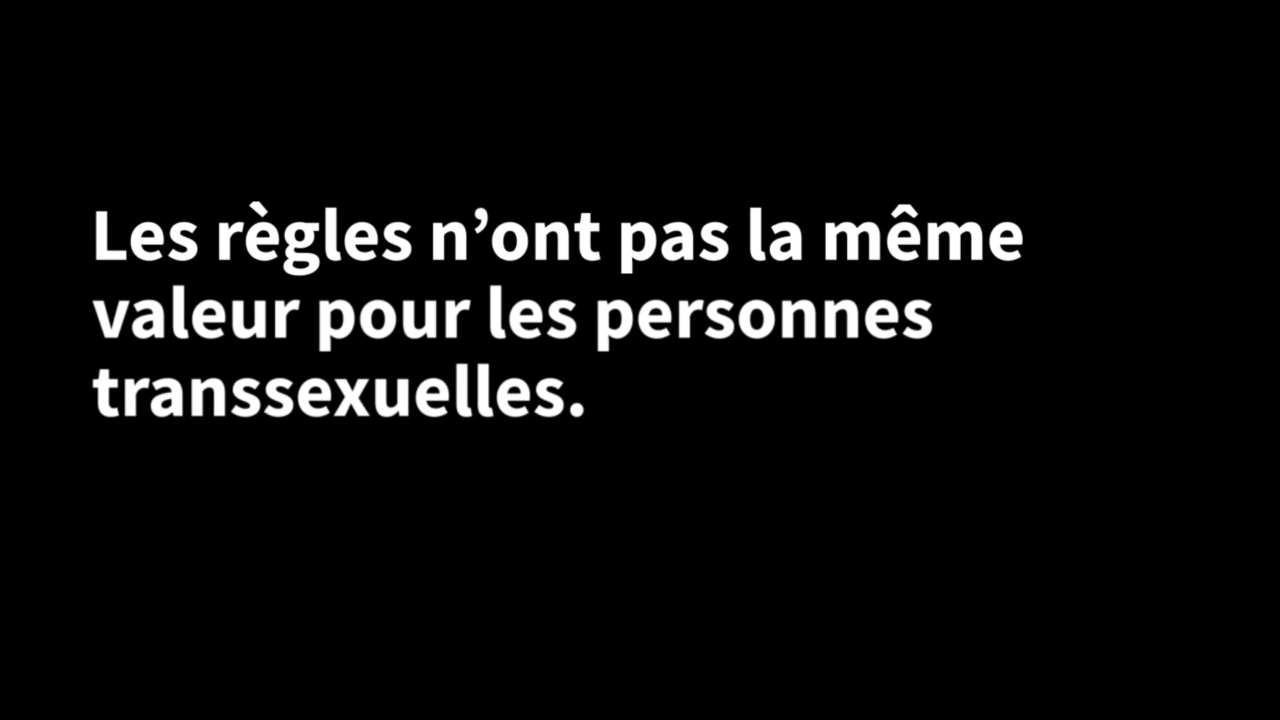 Les règles n’ont pas la même
valeur pour les personnes
transsexuelles.